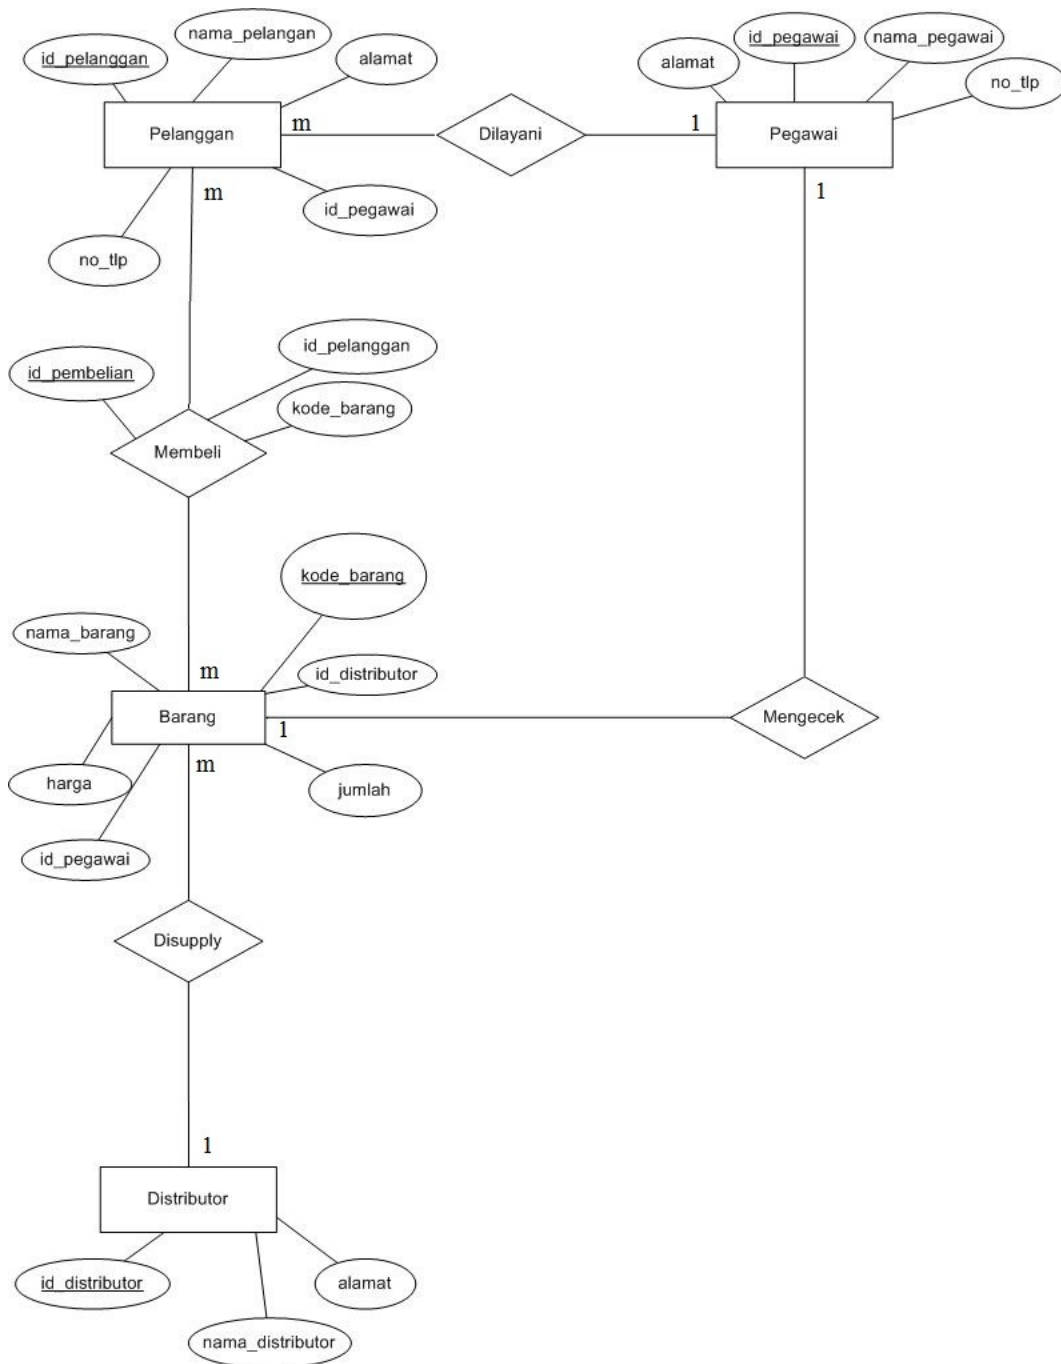 nama_pelangan
id_pelanggan
alamat
id_pegawai
nama_pegawai
alamat
no_tlp
Pelanggan
m
Dilayani
1
Pegawai
m
1
id_pegawai
no_tlp
id_pelanggan
id_pembelian
kode_barang
Membeli
kode_barang
nama_barang
id_distributor
m
Barang
1
Mengecek
m
harga
jumlah
id_pegawai
Disupply
1
Distributor
id_distributor
alamat
nama_distributor